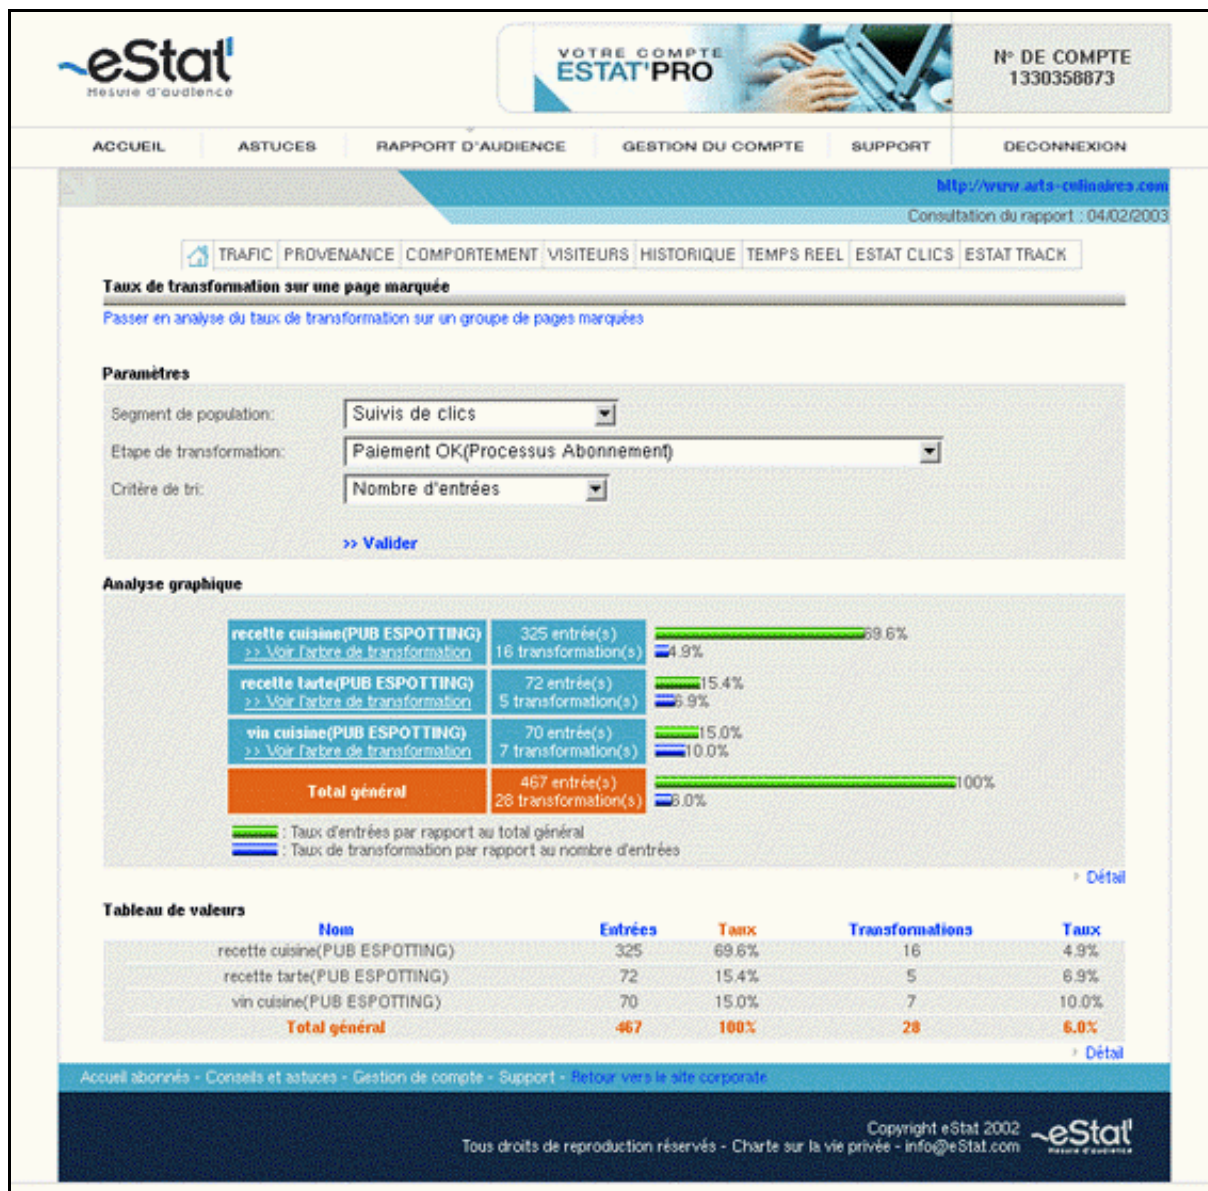 eStat'
Mesure d'audience
VOTRE COMPTE
ESTAT'PRO
N° DE COMPTE
1330358873
ACCUEIL ASTUCES RAPPORT D'AUDIENCE GESTION DU COMPTE SUPPORT DECONNEXION
http://www.arts-culinaires.com
Consultation du rapport : 04/02/2003
TRAFIC PROVENANCE COMPORTEMENT VISITEURS HISTORIQUE TEMPS REEL ESTAT CLICS ESTAT TRACK
Taux de transformation sur une page marquée
Passer en analyse du taux de transformation sur un groupe de pages marquées
Paramètres
Segment de population: Suivis de clics
Etape de transformation: Paiement OK(Processus Abonnement)
Critère de tri: Nombre d'entrées
>> Valider
Analyse graphique
recette cuisine(PUB ESPOTTING) 325 entrée(s) 69.6%
>> Voir l'arbre de transformation 16 transformation(s) 4.9%
recette tarte(PUB ESPOTTING) 72 entrée(s) 15.4%
>> Voir l'arbre de transformation 5 transformation(s) 6.9%
vin cuisine(PUB ESPOTTING) 70 entrée(s) 15.0%
>> Voir l'arbre de transformation 7 transformation(s) 10.0%
Total général 467 entrée(s) 100%
28 transformation(s) 6.0%
: Taux d'entrées par rapport au total général
: Taux de transformation par rapport au nombre d'entrées
Détail
Tableau de valeurs
Nom Entrées Taux Transformations Taux
recette cuisine(PUB ESPOTTING) 325 69.6% 16 4.9%
recette tarte(PUB ESPOTTING) 72 15.4% 5 6.9%
vin cuisine(PUB ESPOTTING) 70 15.0% 7 10.0%
Total général 467 100% 28 6.0%
Détail
Accueil abonnés - Conseils et astuces - Gestion de compte - Support - Retour vers le site corporate
Copyright eStat 2002
Tous droits de reproduction réservés - Charte sur la vie privée - info@eStat.com
eStat'
Mesure d'audience